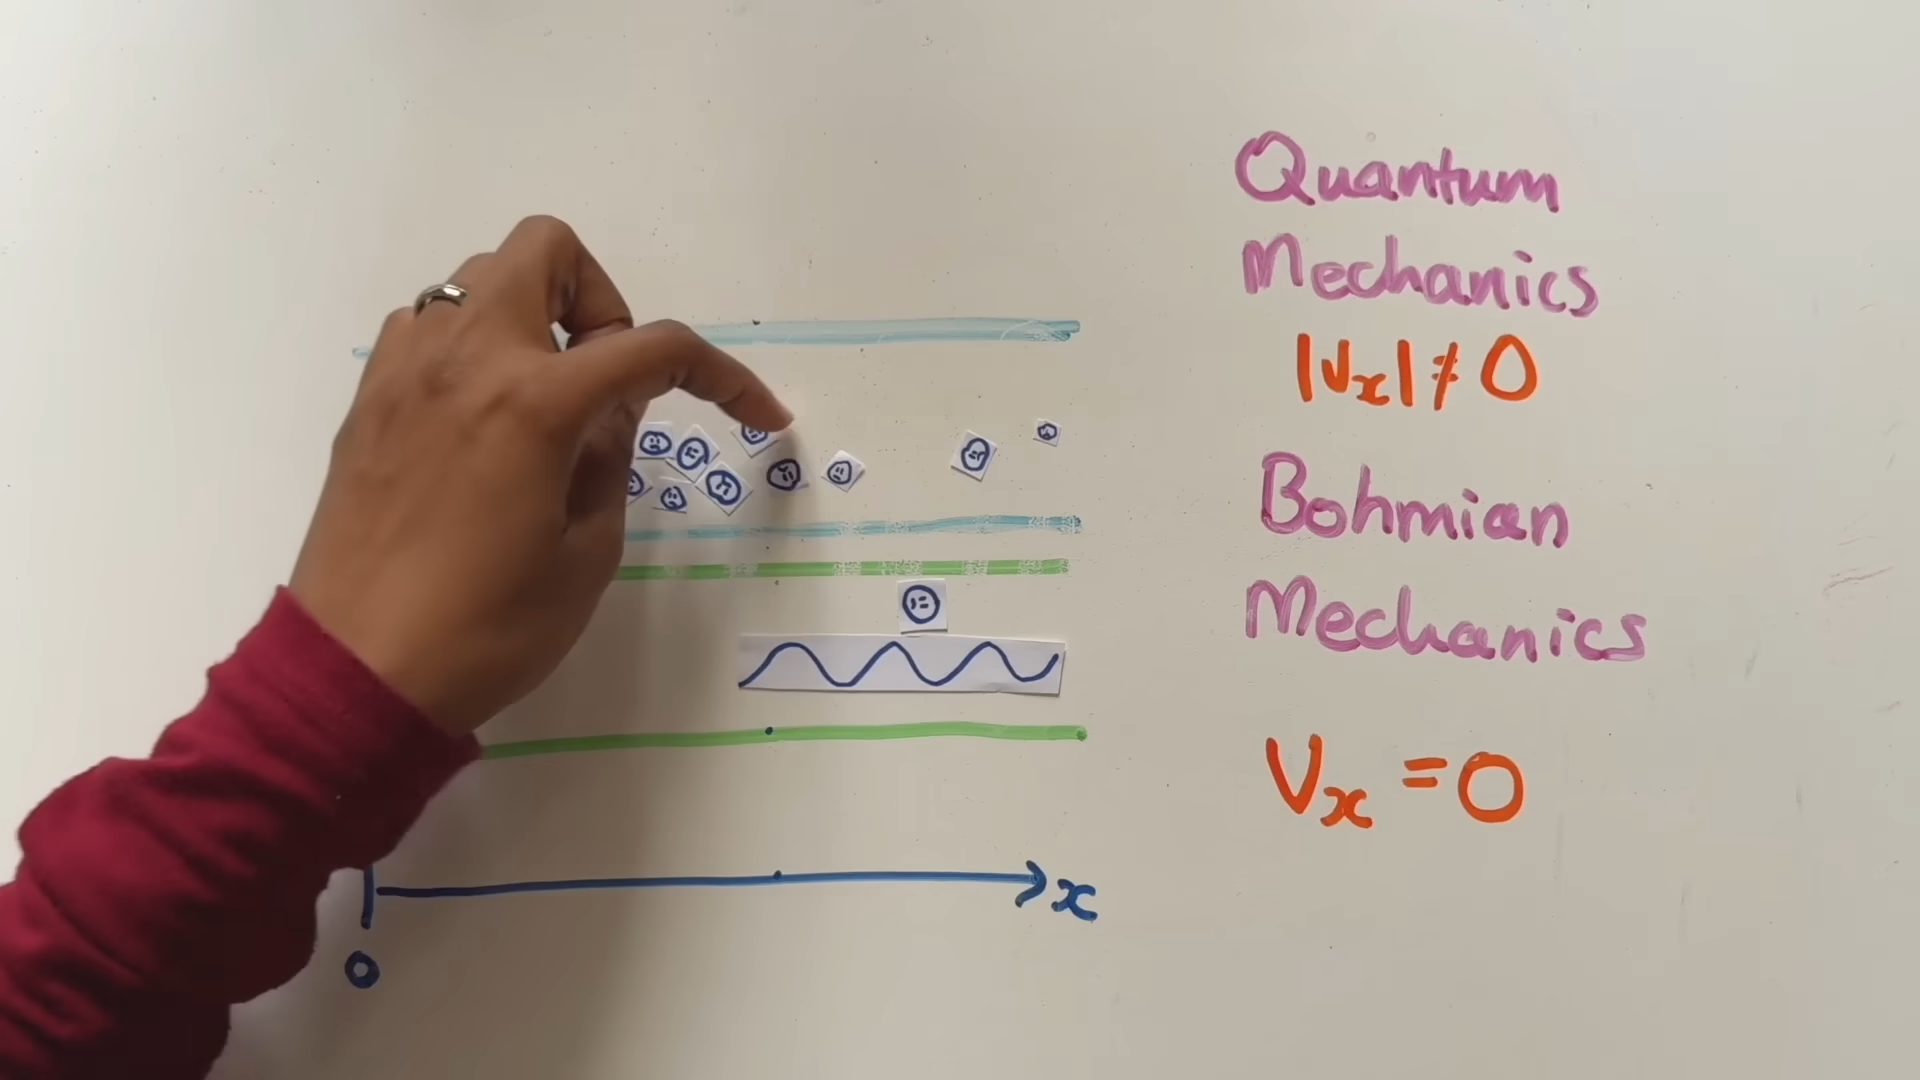 Quantum
Mechanics
|Vx| ≠ 0
Bohmian
Mechanics
Vx = 0
x
0